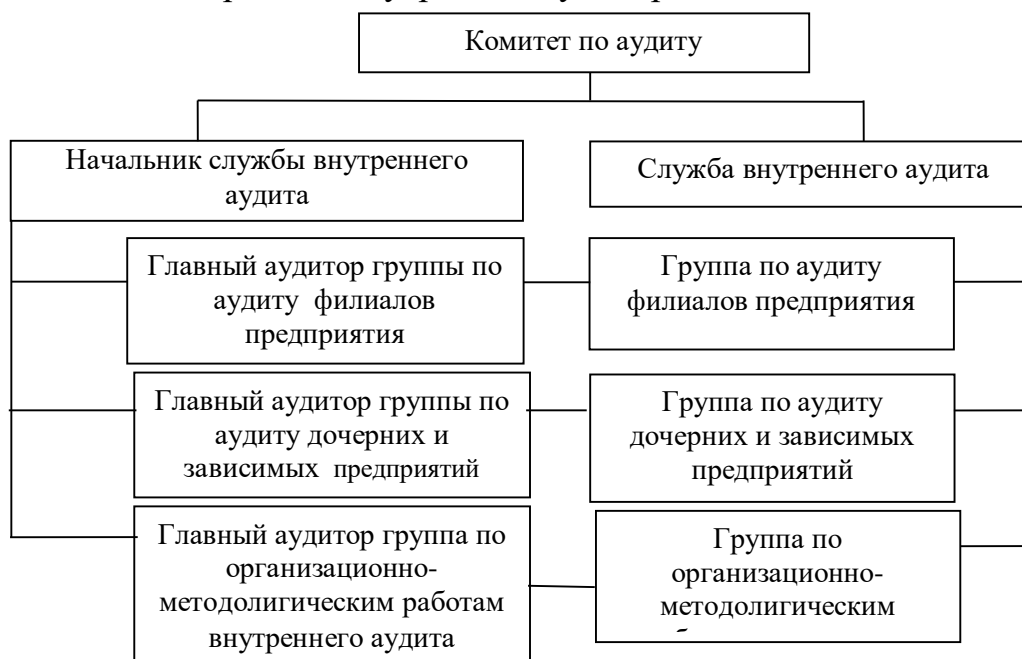 Комитет по аудиту
Начальник службы внутреннего
аудита
Служба внутреннего аудита
Главный аудитор группы по
аудиту филиалов
предприятия
Группа по аудиту
филиалов предприятия
Главный аудитор группы по
аудиту дочерних и
зависимых предприятий
Группа по аудиту
дочерних и зависимых
предприятий
Главный аудитор группа по
организационно-
методолигическим работам
внутреннего аудита
Группа по
организационно-
методолигическим